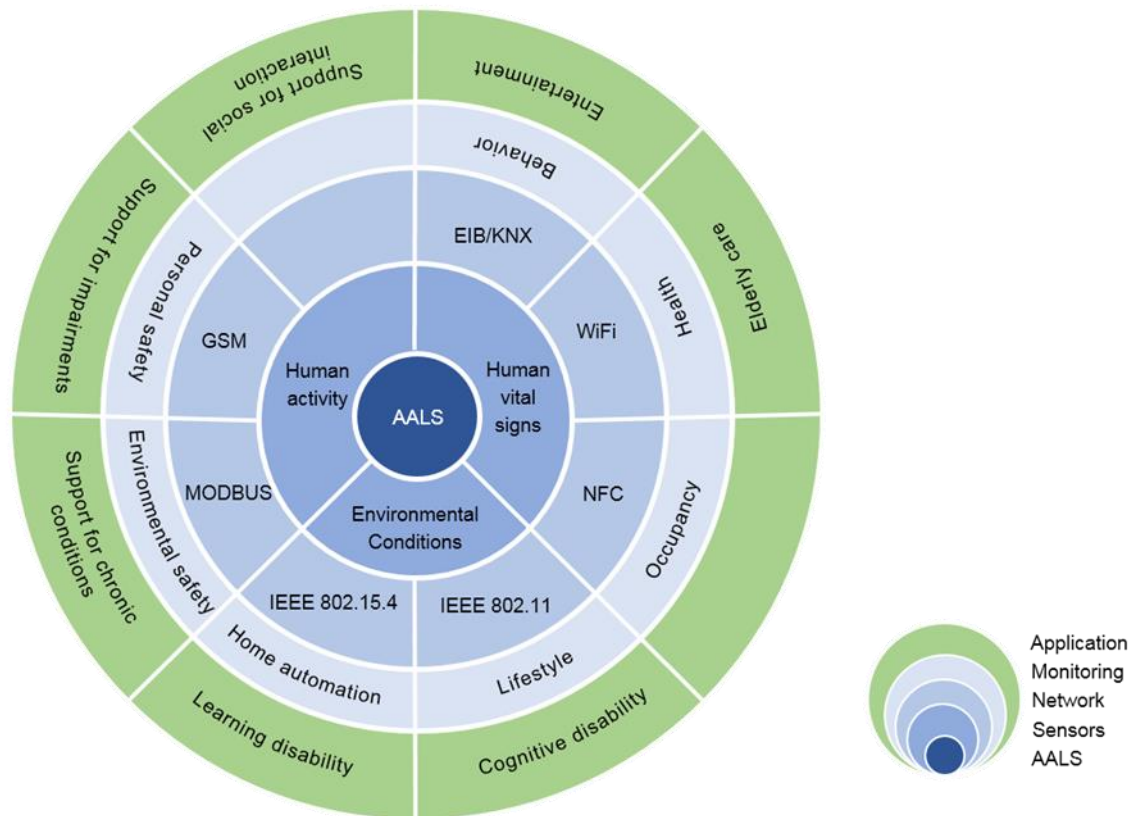 Support for social
interaction
Entertainment
Elderly care
Cognitive disability
Learning disability
Support for chronic
conditions
Support for impairments
Behavior
Health
Occupancy
Lifestyle
Home automation
Environmental safety
Personal safety
EIB/KNX
WiFi
NFC
IEEE 802.11
IEEE 802.15.4
MODBUS
GSM
Human
activity
Human
vital
signs
Environmental
Conditions
AALS
Application
Monitoring
Network
Sensors
AALS